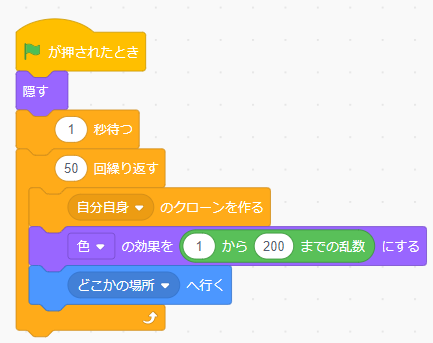 が押されたとき
隠す
1 秒待つ
50 回繰り返す
自分自身 のクローンを作る
色 の効果を 1 から 200 までの乱数 にする
どこかの場所 へ行く